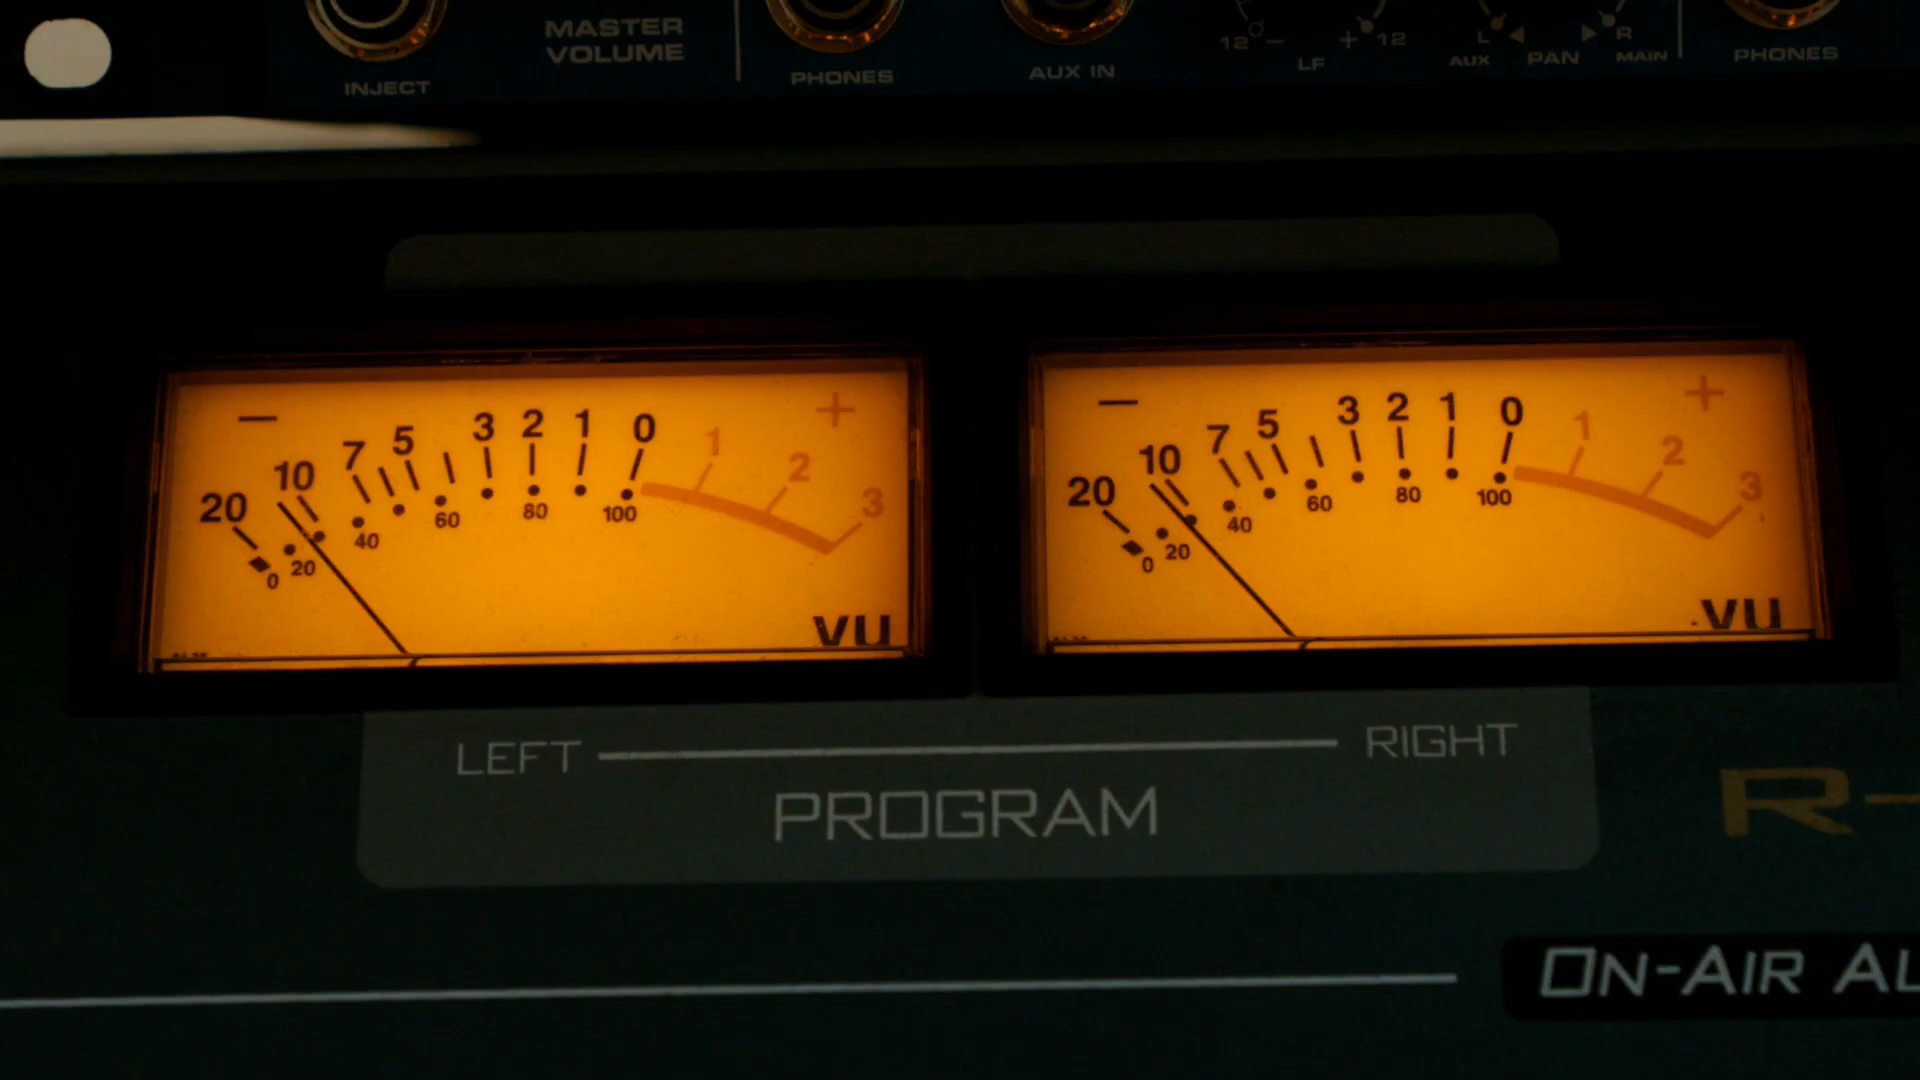 INJECT
MASTER
VOLUME
PHONES
AUX IN
12 − + 12
LF
L R
AUX PAN MAIN
PHONES
− 20 10 7 5 3 2 1 0 1 2 3 +
0 20 40 60 80 100
VU
− 20 10 7 5 3 2 1 0 1 2 3 +
0 20 40 60 80 100
VU
LEFT RIGHT
PROGRAM
R-
ON-AIR